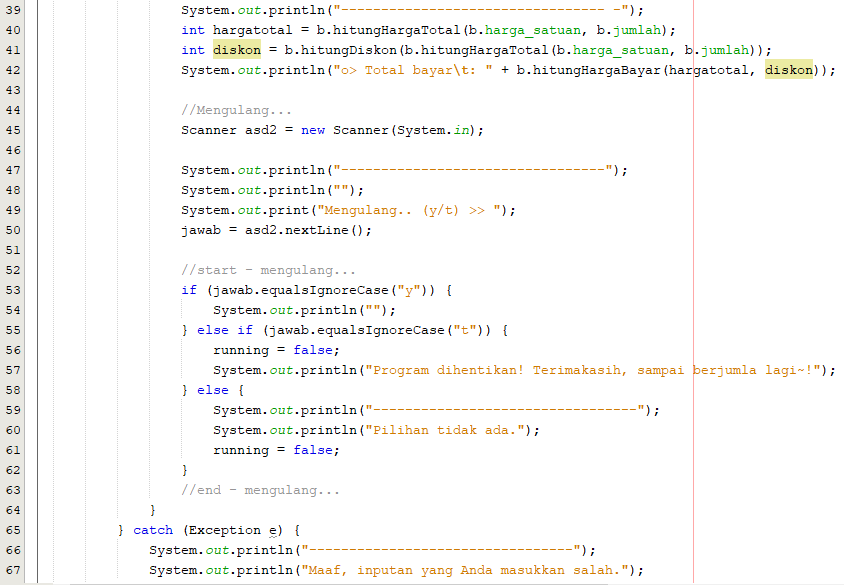 39 System.out.println("--------------------------------- -");
40 int hargatotal = b.hitungHargaTotal(b.harga_satuan, b.jumlah);
41 int diskon = b.hitungDiskon(b.hitungHargaTotal(b.harga_satuan, b.jumlah));
42 System.out.println("o> Total bayar\t: " + b.hitungHargaBayar(hargatotal, diskon));
43
44 //Mengulang...
45 Scanner asd2 = new Scanner(System.in);
46
47 System.out.println("---------------------------------");
48 System.out.println("");
49 System.out.print("Mengulang.. (y/t) >> ");
50 jawab = asd2.nextLine();
51
52 //start - mengulang...
53 if (jawab.equalsIgnoreCase("y")) {
54 System.out.println("");
55 } else if (jawab.equalsIgnoreCase("t")) {
56 running = false;
57 System.out.println("Program dihentikan! Terimakasih, sampai berjumla lagi~!");
58 } else {
59 System.out.println("---------------------------------");
60 System.out.println("Pilihan tidak ada.");
61 running = false;
62 }
63 //end - mengulang...
64 }
65 } catch (Exception e) {
66 System.out.println("---------------------------------");
67 System.out.println("Maaf, inputan yang Anda masukkan salah.");